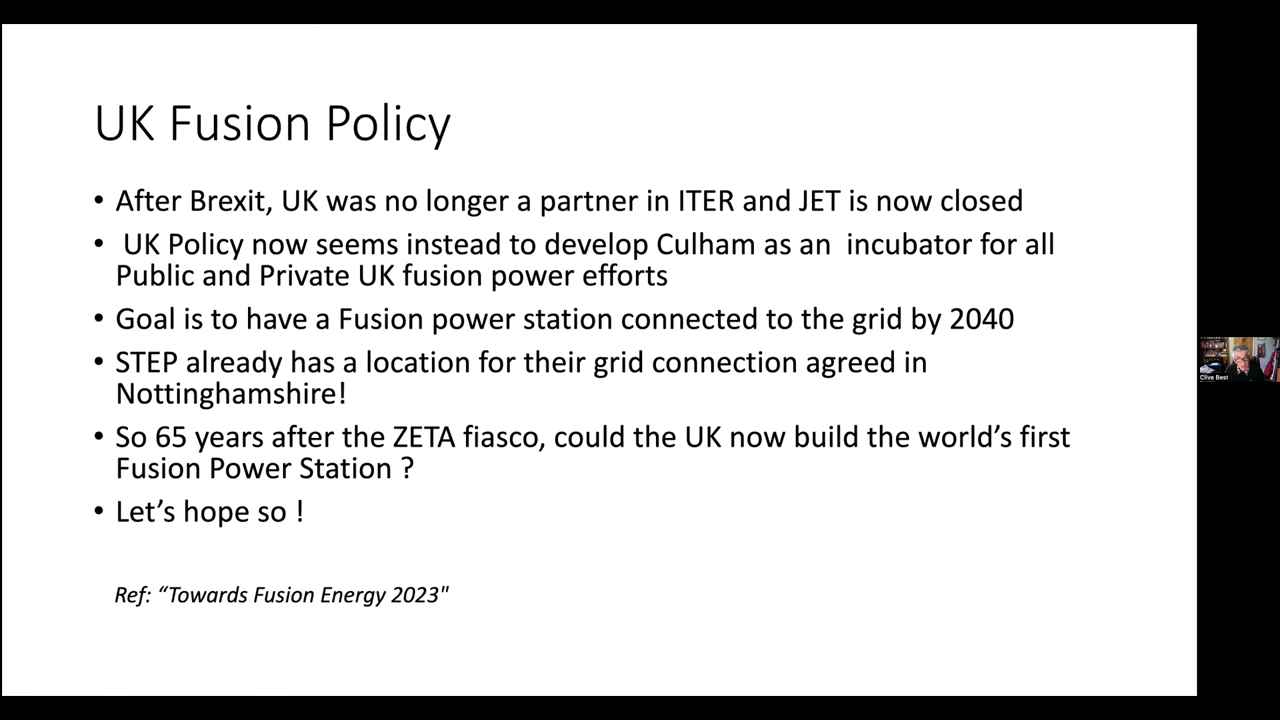 UK Fusion Policy
• After Brexit, UK was no longer a partner in ITER and JET is now closed
• UK Policy now seems instead to develop Culham as an incubator for all
Public and Private UK fusion power efforts
• Goal is to have a Fusion power station connected to the grid by 2040
• STEP already has a location for their grid connection agreed in
Nottinghamshire!
• So 65 years after the ZETA fiasco, could the UK now build the world’s first
Fusion Power Station ?
• Let’s hope so !
Ref: “Towards Fusion Energy 2023"
Clive Best